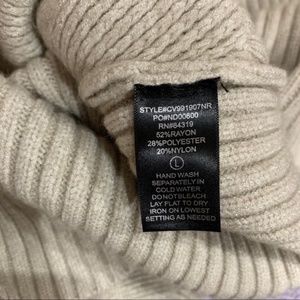 STYLE#CV991907NR
PO#ND00600
RN#84319
52%RAYON
28%POLYESTER
20%NYLON
L
HAND WASH
SEPARATELY IN
COLD WATER
DO NOT BLEACH
LAY FLAT TO DRY
IRON ON LOWEST
SETTING AS NEEDED